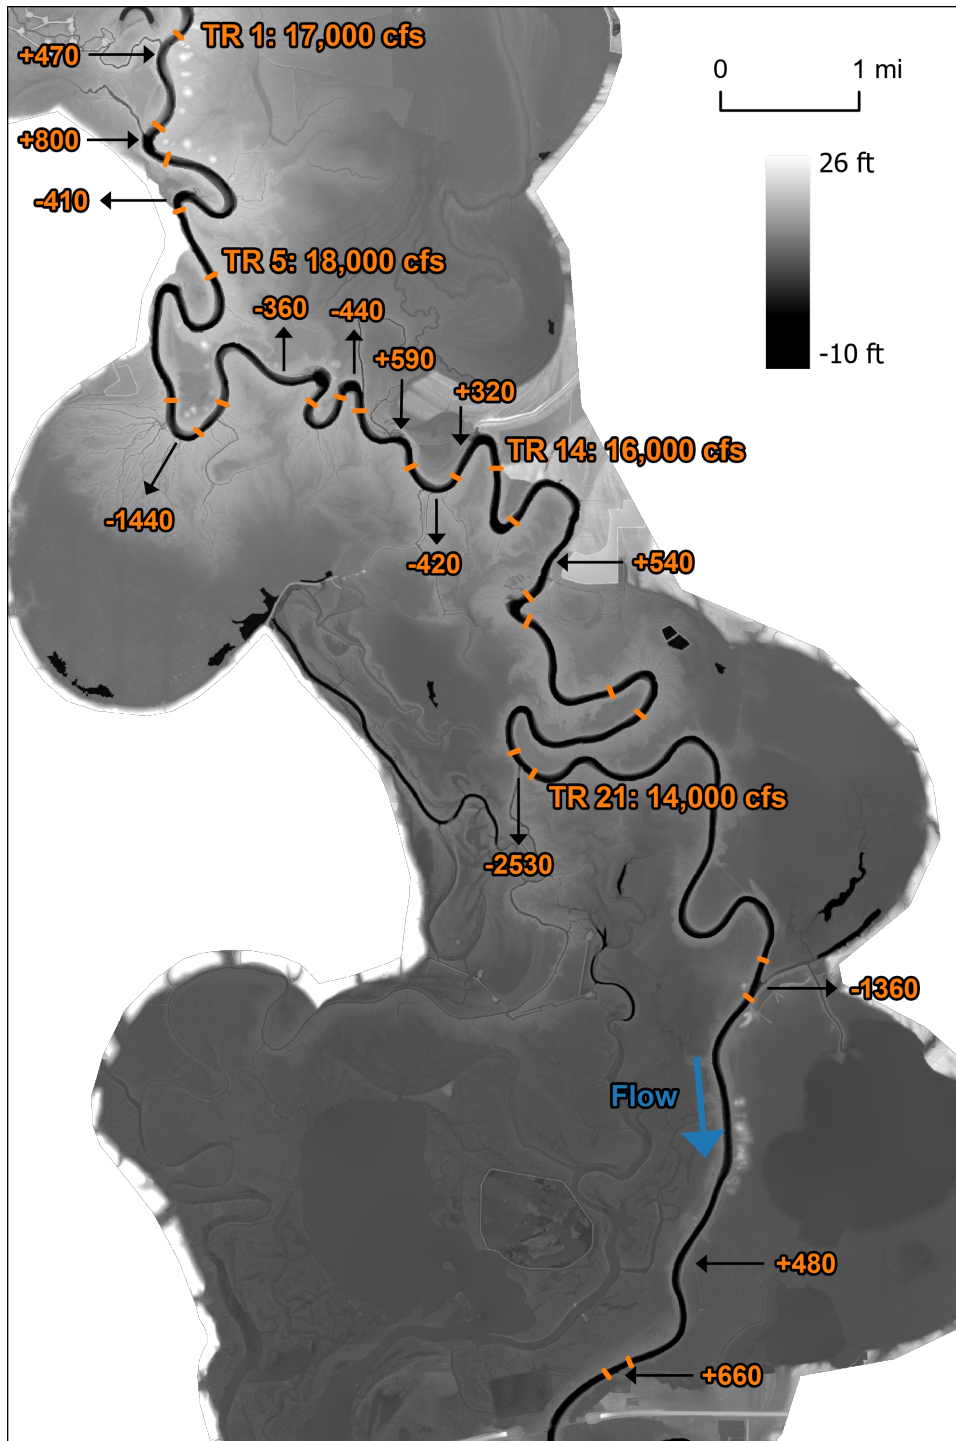 TR 1: 17,000 cfs
+470
0 1 mi
+800
26 ft
-410
TR 5: 18,000 cfs
-360
-440
+590
-10 ft
+320
TR 14: 16,000 cfs
-1440
-420
+540
TR 21: 14,000 cfs
-2530
-1360
Flow
+480
+660